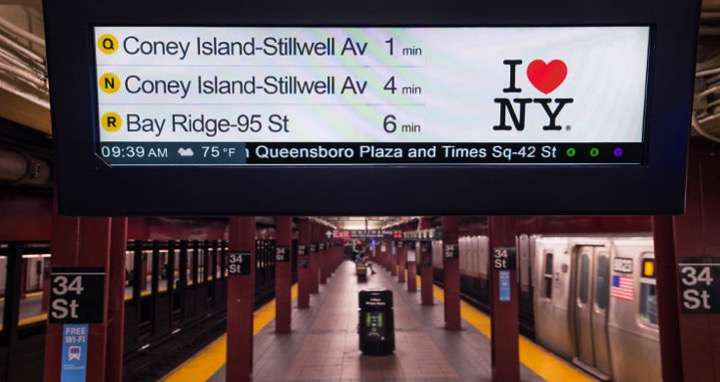 Q Coney Island-Stillwell Av 1 min
N Coney Island-Stillwell Av 4 min
R Bay Ridge-95 St 6 min
I ❤
NY
09:39 AM 75°F Queensboro Plaza and Times Sq-42 St
Exit
34
St
34
St
34
St
34
St
FREE
WI-FI